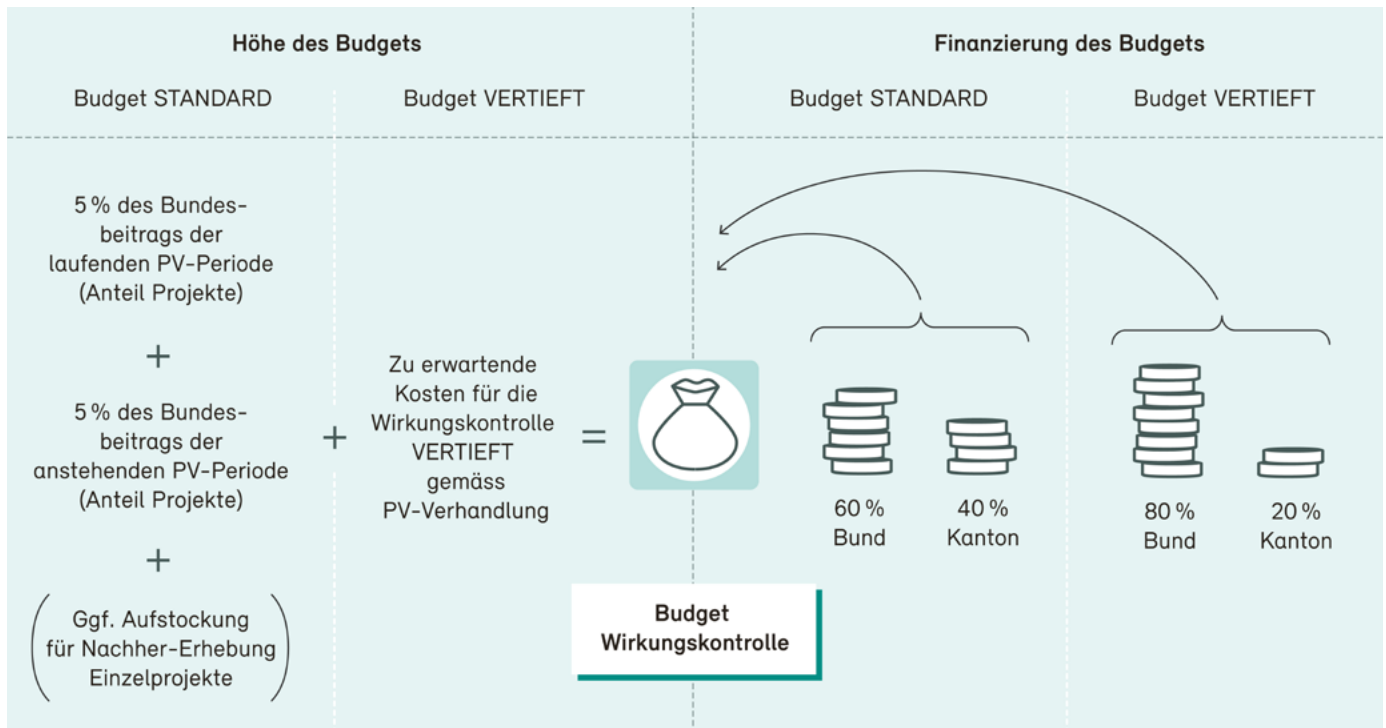 Höhe des Budgets
Finanzierung des Budgets
Budget STANDARD
Budget VERTIEFT
Budget STANDARD
Budget VERTIEFT
5 % des Bundes-
beitrags der
laufenden PV-Periode
(Anteil Projekte)
+
5 % des Bundes-
beitrags der
anstehenden PV-Periode
(Anteil Projekte)
+
(Ggf. Aufstockung
für Nachher-Erhebung
Einzelprojekte)
+
Zu erwartende
Kosten für die
Wirkungskontrolle
VERTIEFT
gemäss
PV-Verhandlung
=
Budget
Wirkungskontrolle
60 %
Bund
40 %
Kanton
80 %
Bund
20 %
Kanton